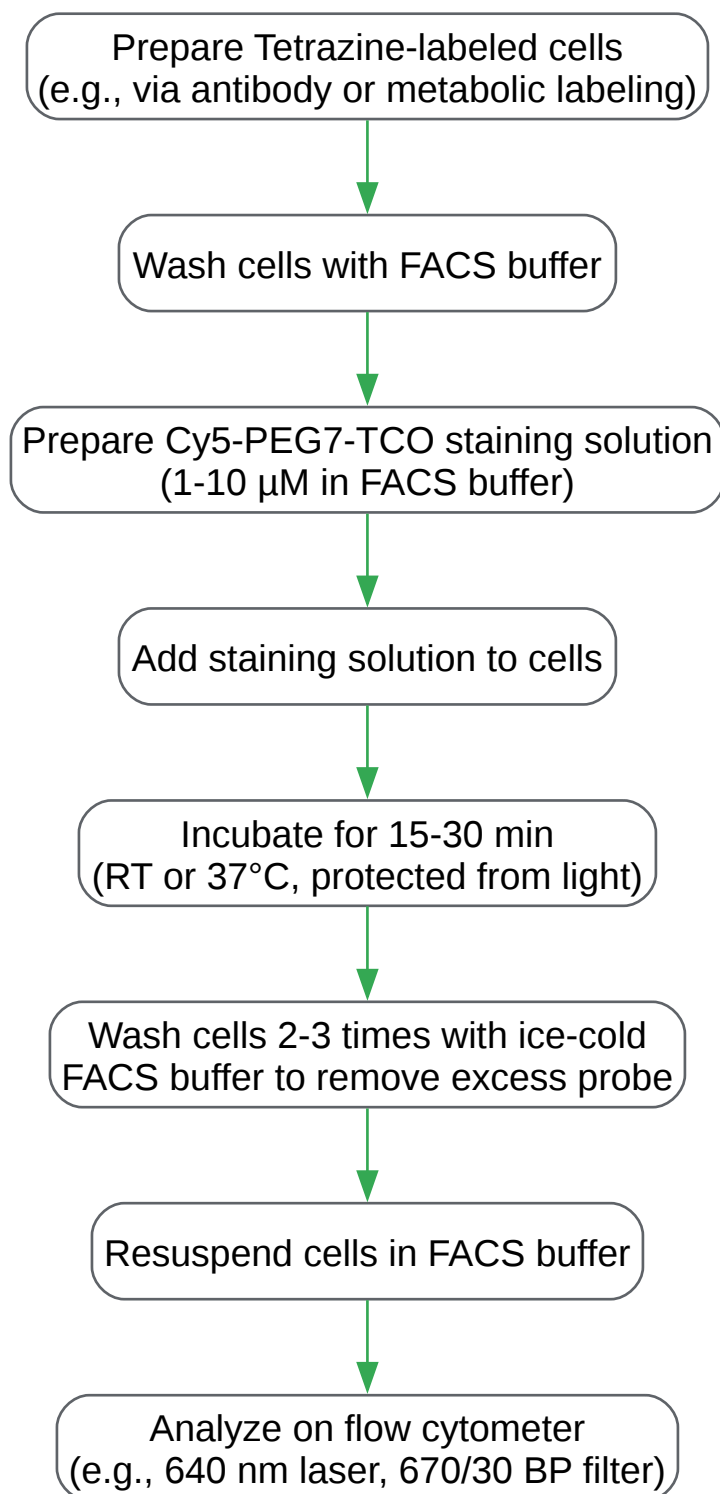 Prepare Tetrazine-labeled cells
(e.g., via antibody or metabolic labeling)
Wash cells with FACS buffer
Prepare Cy5-PEG7-TCO staining solution
(1-10 µM in FACS buffer)
Add staining solution to cells
Incubate for 15-30 min
(RT or 37°C, protected from light)
Wash cells 2-3 times with ice-cold
FACS buffer to remove excess probe
Resuspend cells in FACS buffer
Analyze on flow cytometer
(e.g., 640 nm laser, 670/30 BP filter)